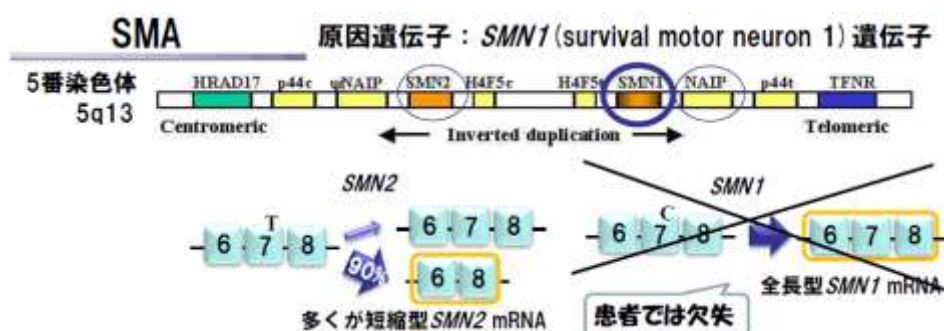 SMA 原因遺伝子:SMN1(survival motor neuron 1)遺伝子
5番染色体
5q13
HRAD17 p44c ψNAIP SMN2 H4F5c H4F5t SMN1 NAIP p44t TFNR
Centromeric Inverted duplication Telomeric
SMN2 SMN1
T C
6 7 8
6 7 8
90%
6 8
多くが短縮型SMN2 mRNA
6 7 8
6 7 8
全長型SMN1 mRNA
患者では欠失